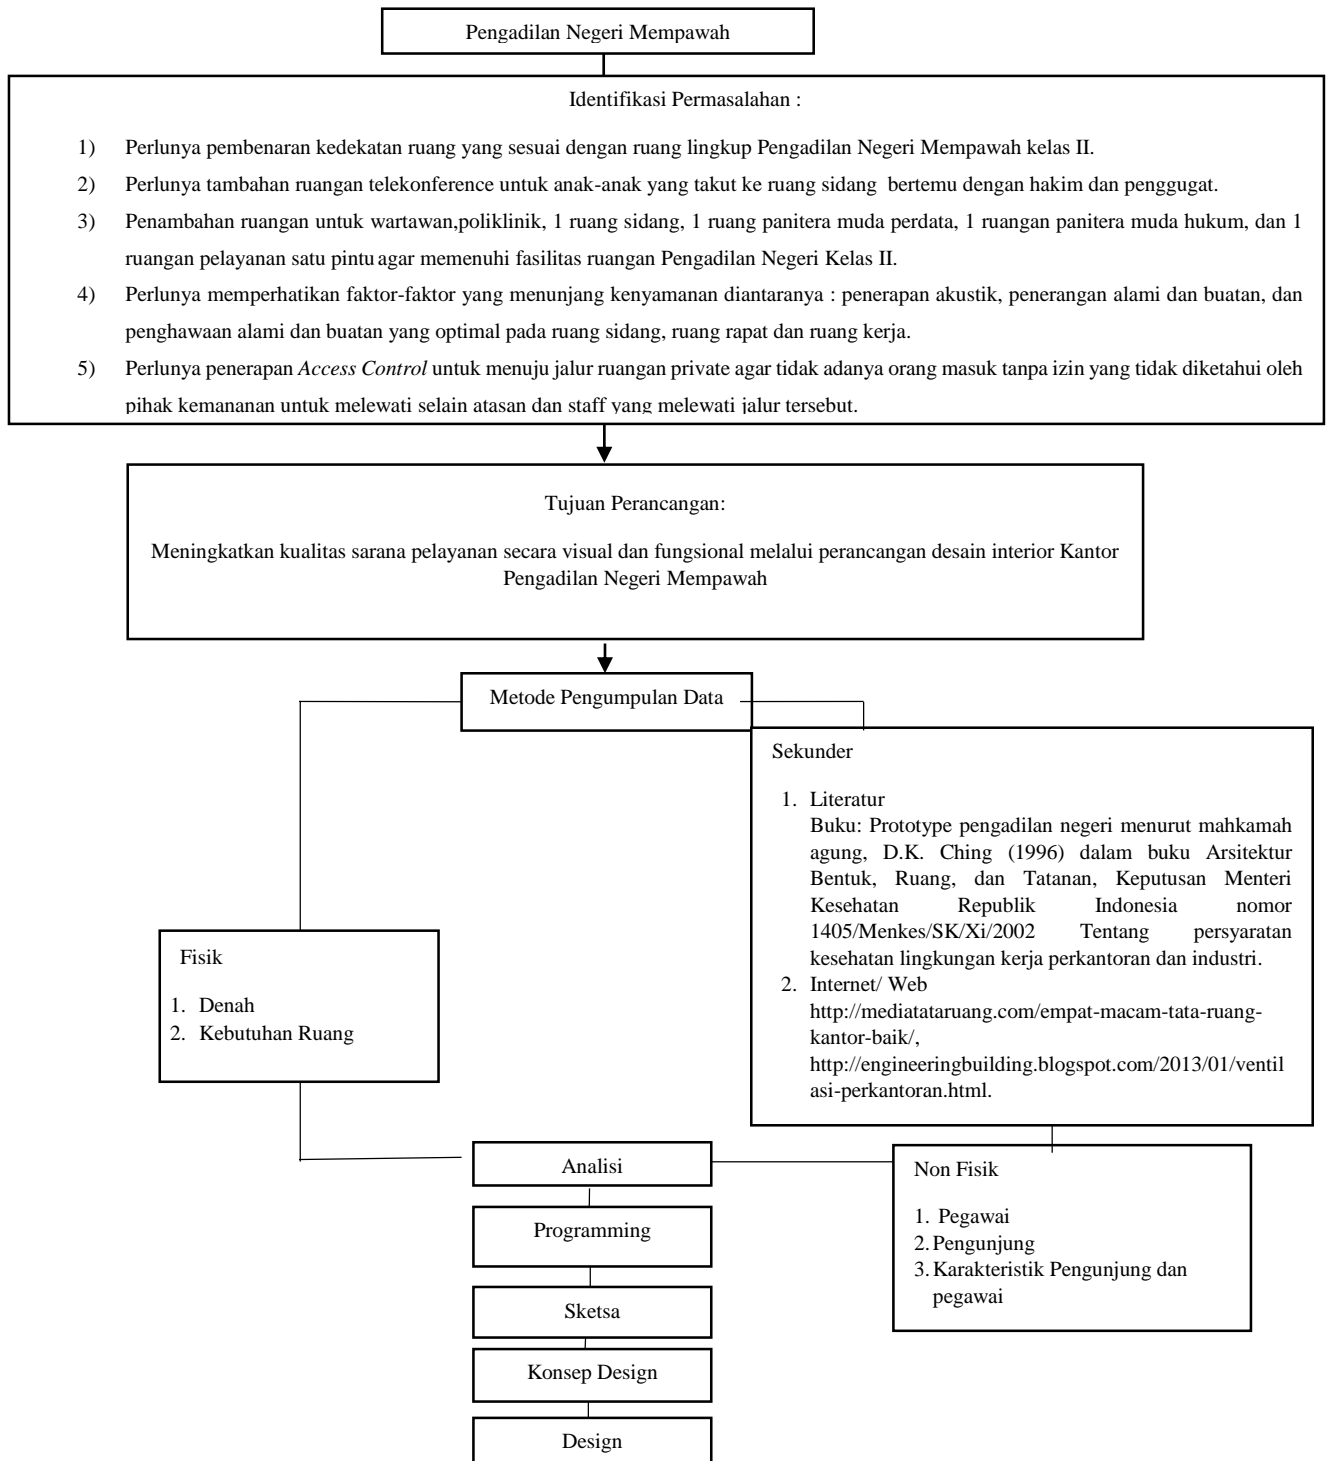 Pengadilan Negeri Mempawah
Identifikasi Permasalahan :
1) Perlunya pembenaran kedekatan ruang yang sesuai dengan ruang lingkup Pengadilan Negeri Mempawah kelas II.
2) Perlunya tambahan ruangan telekonference untuk anak-anak yang takut ke ruang sidang bertemu dengan hakim dan penggugat.
3) Penambahan ruangan untuk wartawan,poliklinik, 1 ruang sidang, 1 ruang panitera muda perdata, 1 ruangan panitera muda hukum, dan 1
ruangan pelayanan satu pintu agar memenuhi fasilitas ruangan Pengadilan Negeri Kelas II.
4) Perlunya memperhatikan faktor-faktor yang menunjang kenyamanan diantaranya : penerapan akustik, penerangan alami dan buatan, dan
penghawaan alami dan buatan yang optimal pada ruang sidang, ruang rapat dan ruang kerja.
5) Perlunya penerapan Access Control untuk menuju jalur ruangan private agar tidak adanya orang masuk tanpa izin yang tidak diketahui oleh
pihak kemananan untuk melewati selain atasan dan staff yang melewati jalur tersebut.
Tujuan Perancangan:
Meningkatkan kualitas sarana pelayanan secara visual dan fungsional melalui perancangan desain interior Kantor
Pengadilan Negeri Mempawah
Metode Pengumpulan Data
Sekunder
1. Literatur
Buku: Prototype pengadilan negeri menurut mahkamah
agung, D.K. Ching (1996) dalam buku Arsitektur
Bentuk, Ruang, dan Tatanan, Keputusan Menteri
Kesehatan Republik Indonesia nomor
1405/Menkes/SK/Xi/2002 Tentang persyaratan
kesehatan lingkungan kerja perkantoran dan industri.
2. Internet/ Web
http://mediatataruang.com/empat-macam-tata-ruang-
kantor-baik/,
http://engineeringbuilding.blogspot.com/2013/01/ventil
asi-perkantoran.html.
Fisik
1. Denah
2. Kebutuhan Ruang
Analisi
Non Fisik
1. Pegawai
2. Pengunjung
3. Karakteristik Pengunjung dan
pegawai
Programming
Sketsa
Konsep Design
Design